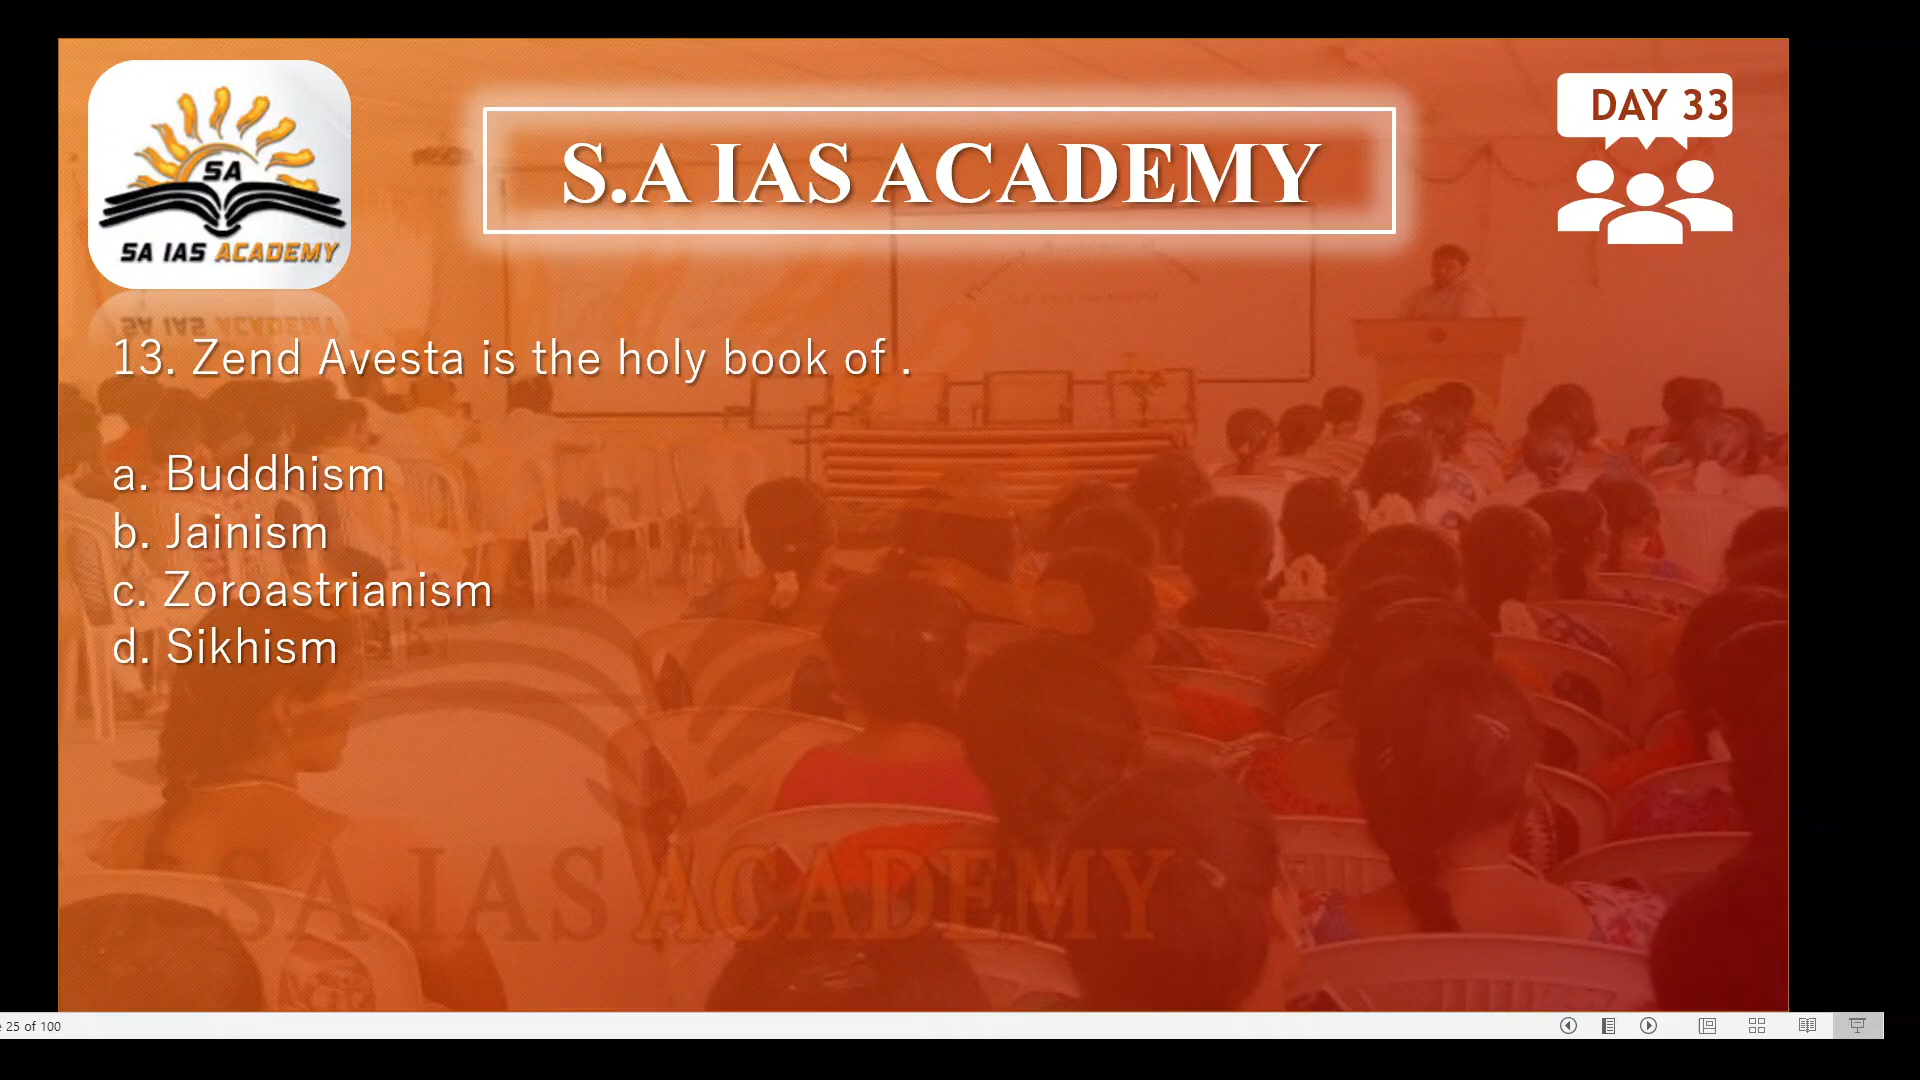 SA
SA IAS ACADEMY
S.A IAS ACADEMY
DAY 33
13. Zend Avesta is the holy book of .
a. Buddhism
b. Jainism
c. Zoroastrianism
d. Sikhism
SA IAS ACADEMY
25 of 100